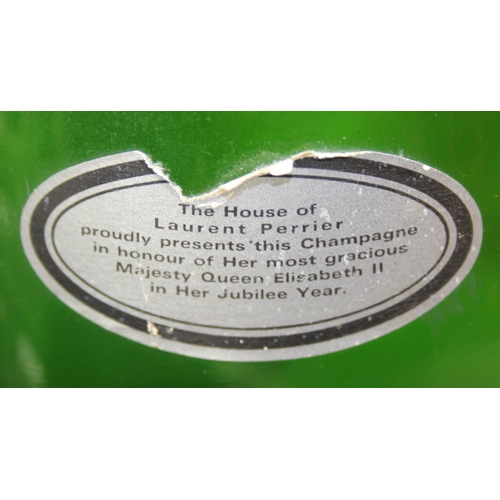 The House of
Laurent Perrier
proudly presents this Champagne
in honour of Her most gracious
Majesty Queen Elisabeth II
in Her Jubilee Year.